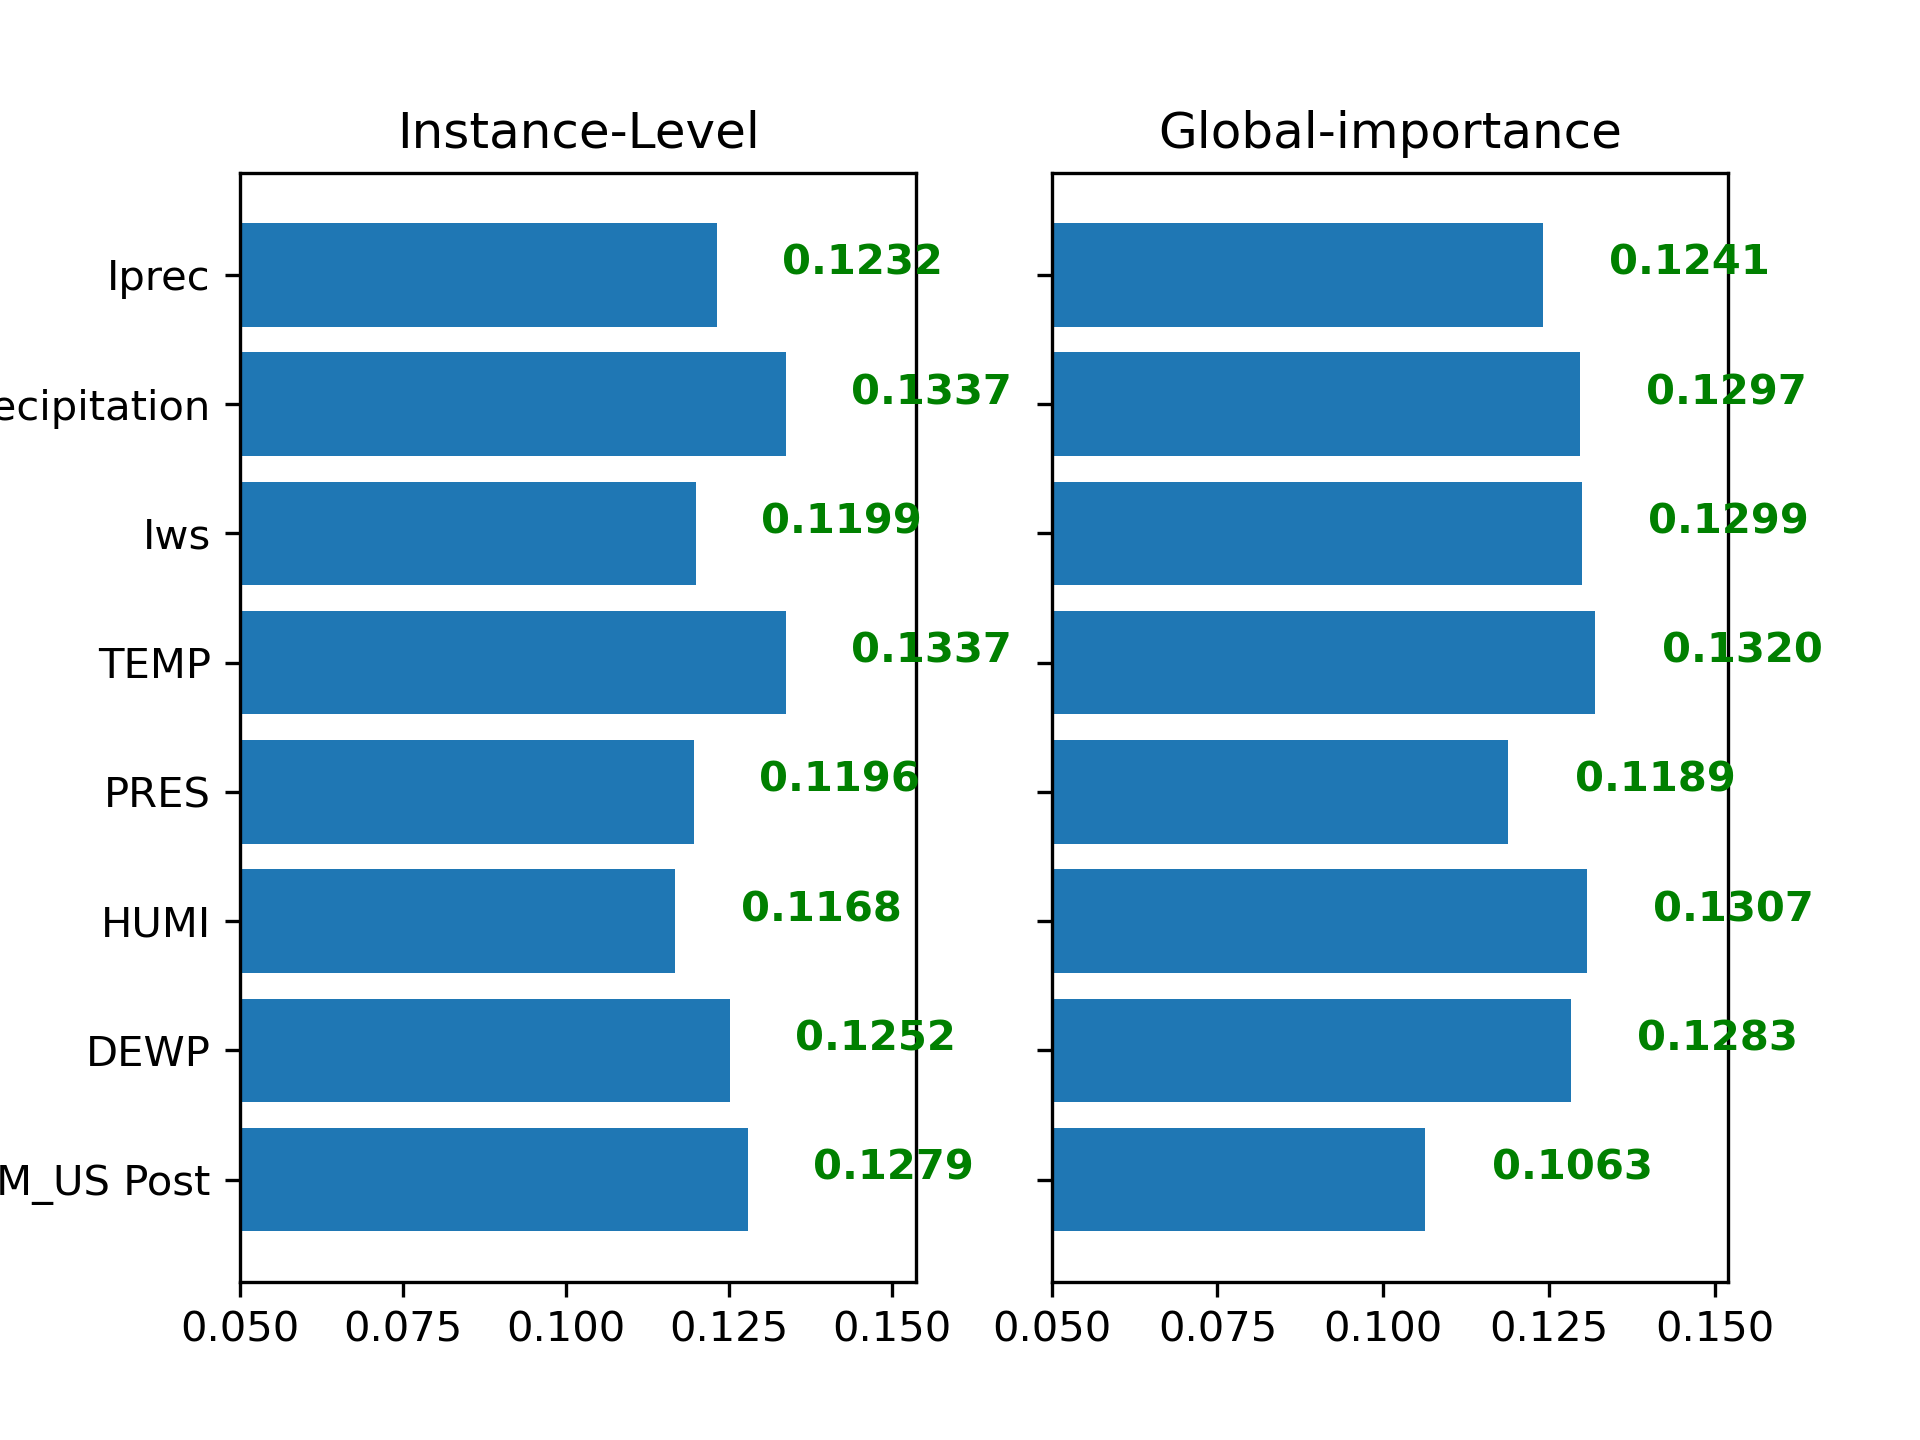 Instance-Level Global-importance
Iprec 0.1232 0.1241
ecipitation 0.1337 0.1297
Iws 0.1199 0.1299
TEMP 0.1337 0.1320
PRES 0.1196 0.1189
HUMI 0.1168 0.1307
DEWP 0.1252 0.1283
M_US Post 0.1279 0.1063
0.050 0.075 0.100 0.125 0.150 0.050 0.075 0.100 0.125 0.150